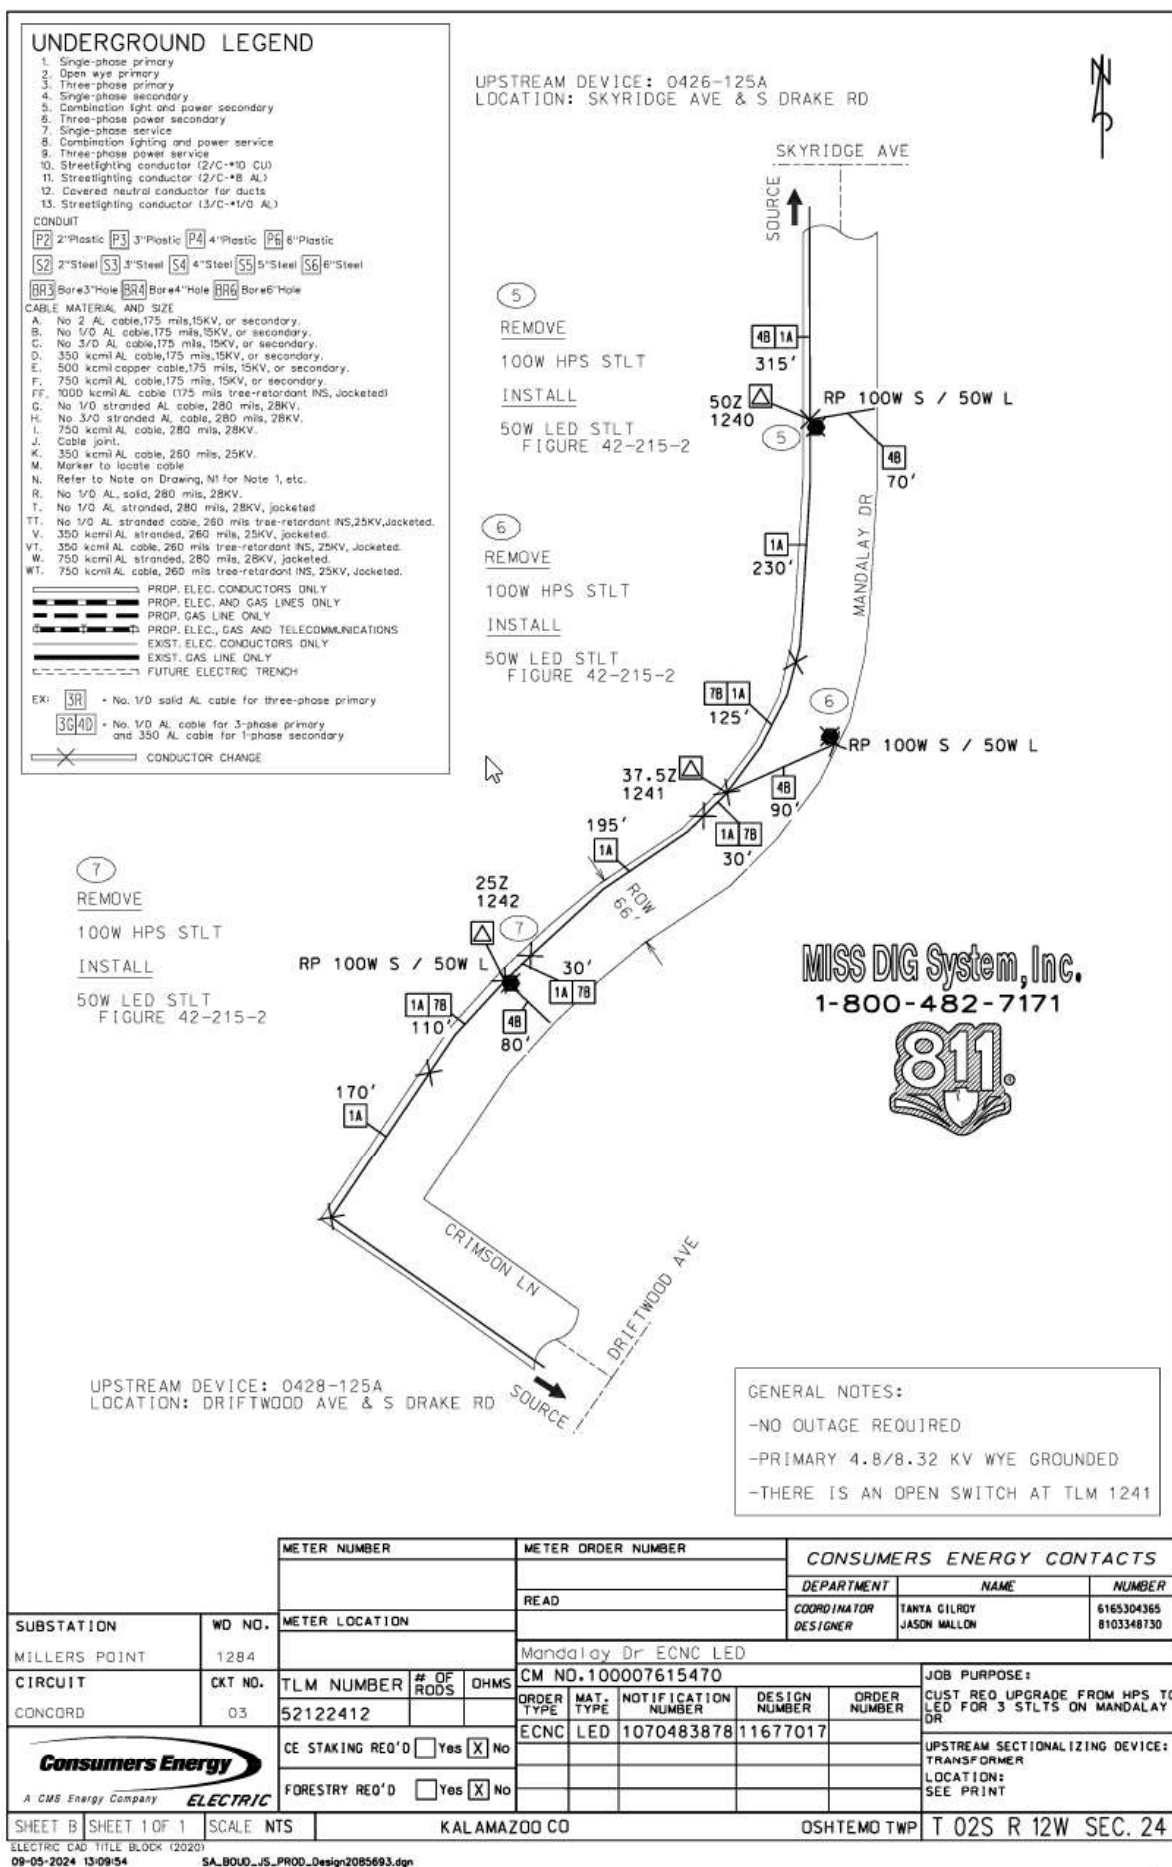 UNDERGROUND LEGEND
1. Single-phase primary
2. Open wye primary
3. Three-phase primary
4. Single-phase secondary
5. Combination light and power secondary
6. Three-phase power secondary
7. Single-phase service
8. Combination lighting and power service
9. Three-phase power service
10. Streetlighting conductor (2/C-#10 CU)
11. Streetlighting conductor (2/C-#8 AL)
12. Covered neutral conductor for ducts
13. Streetlighting conductor (3/C-#1/0 AL)
CONDUIT
P2 2"Plastic P3 3"Plastic P4 4"Plastic P6 6"Plastic
S2 2"Steel S3 3"Steel S4 4"Steel S5 5"Steel S6 6"Steel
BR3 Bore3"Hole BR4 Bore4"Hole BR6 Bore6"Hole
CABLE MATERIAL AND SIZE
A. No 2 AL cable,175 mils,15KV, or secondary.
B. No 1/0 AL cable,175 mils,15KV, or secondary.
C. No 3/0 AL cable,175 mils, 15KV, or secondary.
D. 350 kcmil AL cable,175 mils,15KV, or secondary.
E. 500 kcmil copper cable,175 mils, 15KV, or secondary.
F. 750 kcmil AL cable,175 mils, 15KV, or secondary.
FF. 1000 kcmil AL cable (175 mils tree-retardant INS, Jacketed)
G. No 1/0 stranded AL cable, 280 mils, 28KV.
H. No 3/0 stranded AL cable, 280 mils, 28KV.
I. 750 kcmil AL cable, 280 mils, 28KV.
J. Cable joint.
K. 350 kcmil AL cable, 260 mils, 25KV.
M. Marker to locate cable
N. Refer to Note on Drawing, N1 for Note 1, etc.
R. No 1/0 AL, solid, 280 mils, 28KV.
T. No 1/0 AL stranded, 280 mils, 28KV, jacketed
TT. No 1/0 AL stranded cable, 260 mils tree-retardant INS,25KV,Jacketed.
V. 350 kcmil AL stranded, 260 mils, 25KV, jacketed.
VT. 350 kcmil AL cable, 260 mils tree-retardant INS, 25KV, Jacketed.
W. 750 kcmil AL stranded, 280 mils, 28KV, jacketed.
WT. 750 kcmil AL cable, 260 mils tree-retardant INS, 25KV, Jacketed.
PROP. ELEC. CONDUCTORS ONLY
PROP. ELEC. AND GAS LINES ONLY
PROP. GAS LINE ONLY
PROP. ELEC., GAS AND TELECOMMUNICATIONS
EXIST. ELEC. CONDUCTORS ONLY
EXIST. GAS LINE ONLY
FUTURE ELECTRIC TRENCH
EX: 3R - No. 1/0 solid AL cable for three-phase primary
3G 4D - No. 1/0 AL cable for 3-phase primary
and 350 AL cable for 1-phase secondary
CONDUCTOR CHANGE
UPSTREAM DEVICE: 0426-125A
LOCATION: SKYRIDGE AVE & S DRAKE RD
N
SKYRIDGE AVE
SOURCE
5
REMOVE
100W HPS STLT
INSTALL
50W LED STLT
FIGURE 42-215-2
4B 1A
315'
50Z
1240
RP 100W S / 50W L
5
4B
70'
MANDALAY DR
6
REMOVE
100W HPS STLT
INSTALL
50W LED STLT
FIGURE 42-215-2
1A
230'
7B 1A
125'
6
RP 100W S / 50W L
37.5Z
1241
4B
90'
1A 7B
30'
195'
1A
ROW
66'
7
REMOVE
100W HPS STLT
INSTALL
50W LED STLT
FIGURE 42-215-2
25Z
1242
7
RP 100W S / 50W L
30'
1A 7B
1A 7B
110'
4B
80'
170'
1A
MISS DIG System, Inc.
1-800-482-7171
811
CRIMSON LN
DRIFTWOOD AVE
SOURCE
UPSTREAM DEVICE: 0428-125A
LOCATION: DRIFTWOOD AVE & S DRAKE RD
GENERAL NOTES:
-NO OUTAGE REQUIRED
-PRIMARY 4.8/8.32 KV WYE GROUNDED
-THERE IS AN OPEN SWITCH AT TLM 1241
METER NUMBER
METER ORDER NUMBER
READ
CONSUMERS ENERGY CONTACTS
DEPARTMENT NAME NUMBER
COORDINATOR TANYA GILROY 6165304365
DESIGNER JASON MALLON 8103348730
SUBSTATION WD NO.
MILLERS POINT 1284
METER LOCATION
Mandalay Dr ECNC LED
CIRCUIT CKT NO.
CONCORD 03
TLM NUMBER # OF RODS OHMS
52122412
CM NO.100007615470
ORDER TYPE MAT. TYPE NOTIFICATION NUMBER DESIGN NUMBER ORDER NUMBER
ECNC LED 1070483878 11677017
JOB PURPOSE:
CUST REQ UPGRADE FROM HPS TO
LED FOR 3 STLTS ON MANDALAY
DR
UPSTREAM SECTIONALIZING DEVICE:
TRANSFORMER
LOCATION:
SEE PRINT
Consumers Energy
A CMS Energy Company ELECTRIC
CE STAKING REQ'D Yes X No
FORESTRY REQ'D Yes X No
SHEET B SHEET 1 OF 1 SCALE NTS KALAMAZOO CO OSHTEMO TWP T 02S R 12W SEC. 24
ELECTRIC CAD TITLE BLOCK (2020)
09-05-2024 13:09:54 SA_BOUD_JS_PROD_Design2085693.dgn